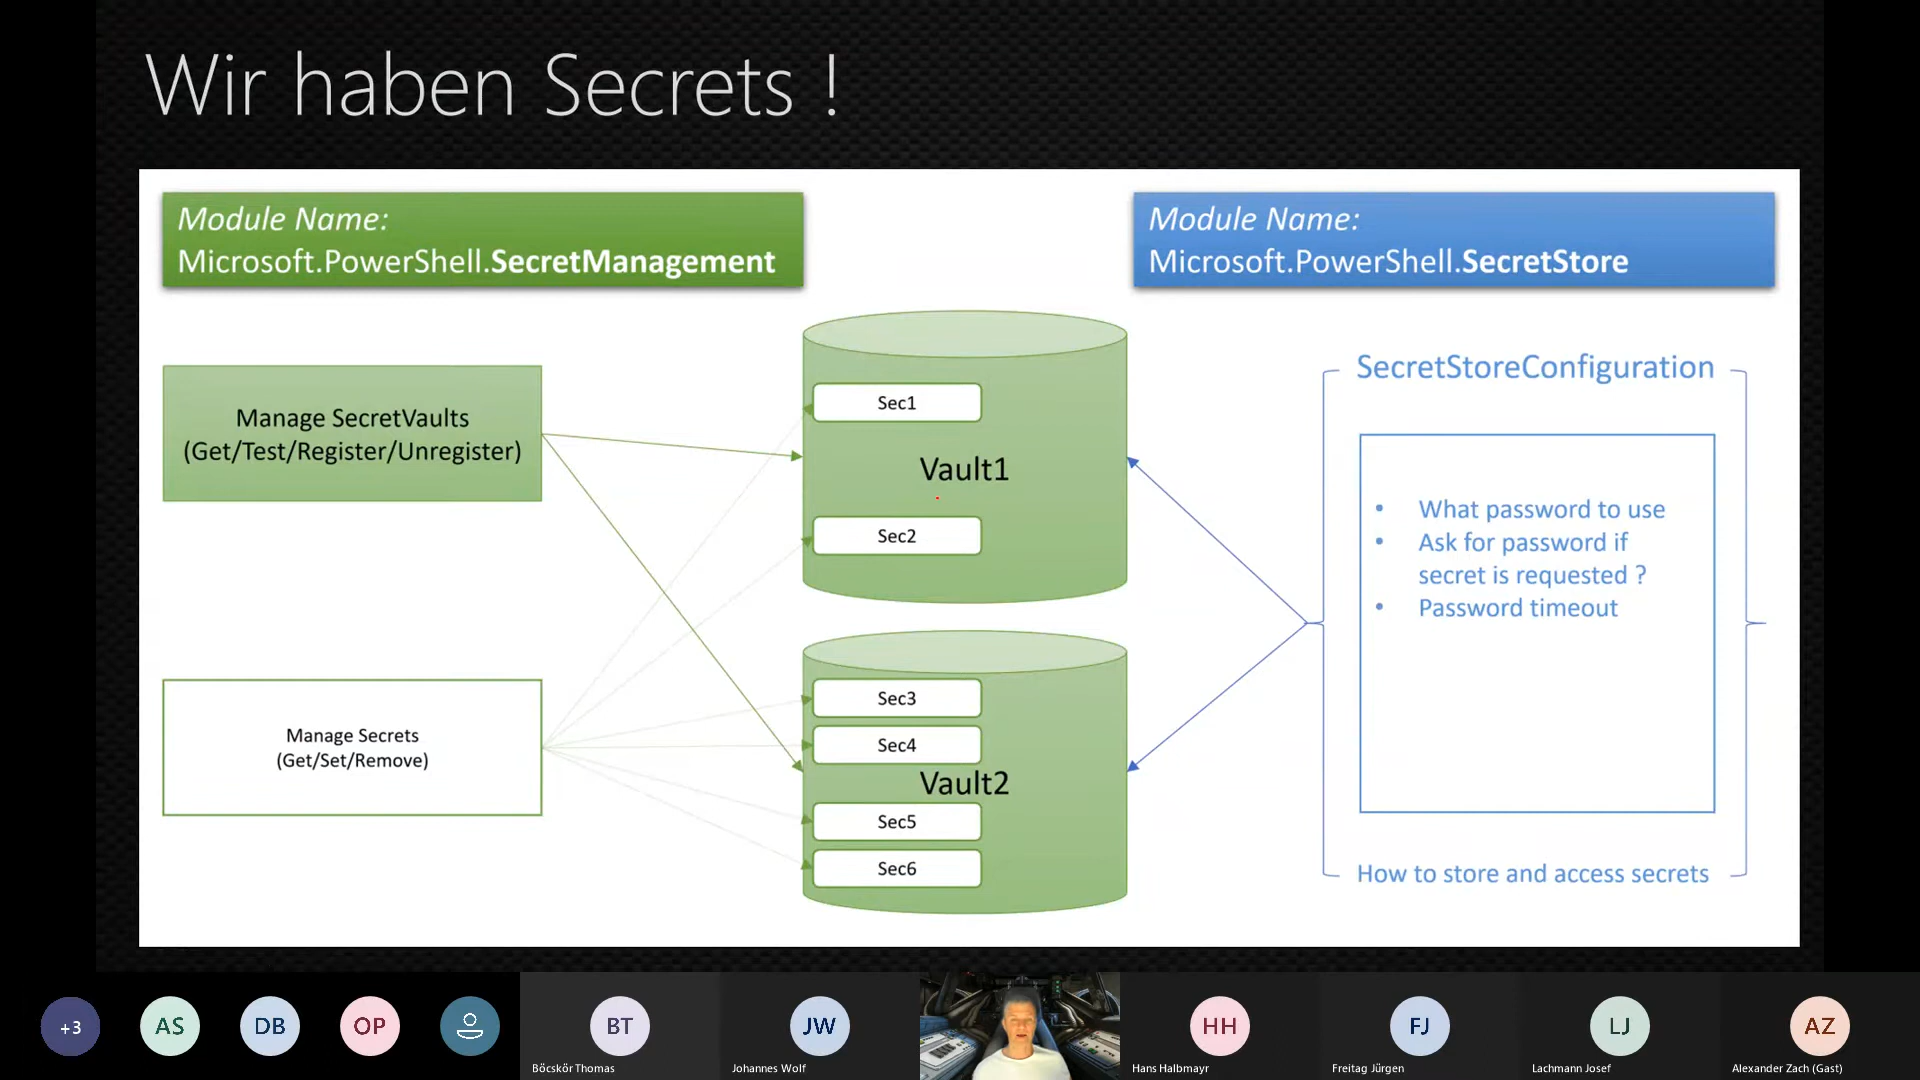 Wir haben Secrets !
Module Name:
Microsoft.PowerShell.SecretManagement
Module Name:
Microsoft.PowerShell.SecretStore
Manage SecretVaults
(Get/Test/Register/Unregister)
Manage Secrets
(Get/Set/Remove)
Sec1
Vault1
Sec2
Sec3
Sec4
Vault2
Sec5
Sec6
SecretStoreConfiguration
• What password to use
• Ask for password if
secret is requested ?
• Password timeout
How to store and access secrets
+3
AS
DB
OP
BT
Böcskör Thomas
JW
Johannes Wolf
HH
Hans Halbmayr
FJ
Freitag Jürgen
LJ
Lachmann Josef
AZ
Alexander Zach (Gast)